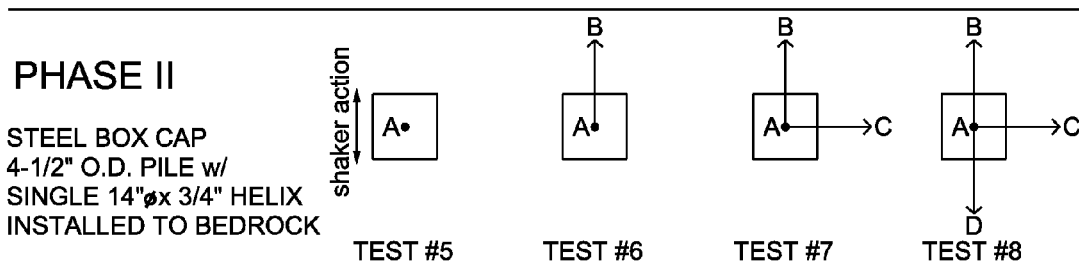 PHASE II
STEEL BOX CAP
4-1/2" O.D. PILE w/
SINGLE 14"øx 3/4" HELIX
INSTALLED TO BEDROCK
shaker action
A
TEST #5
B
A
TEST #6
B
A
C
TEST #7
B
A
C
D
TEST #8